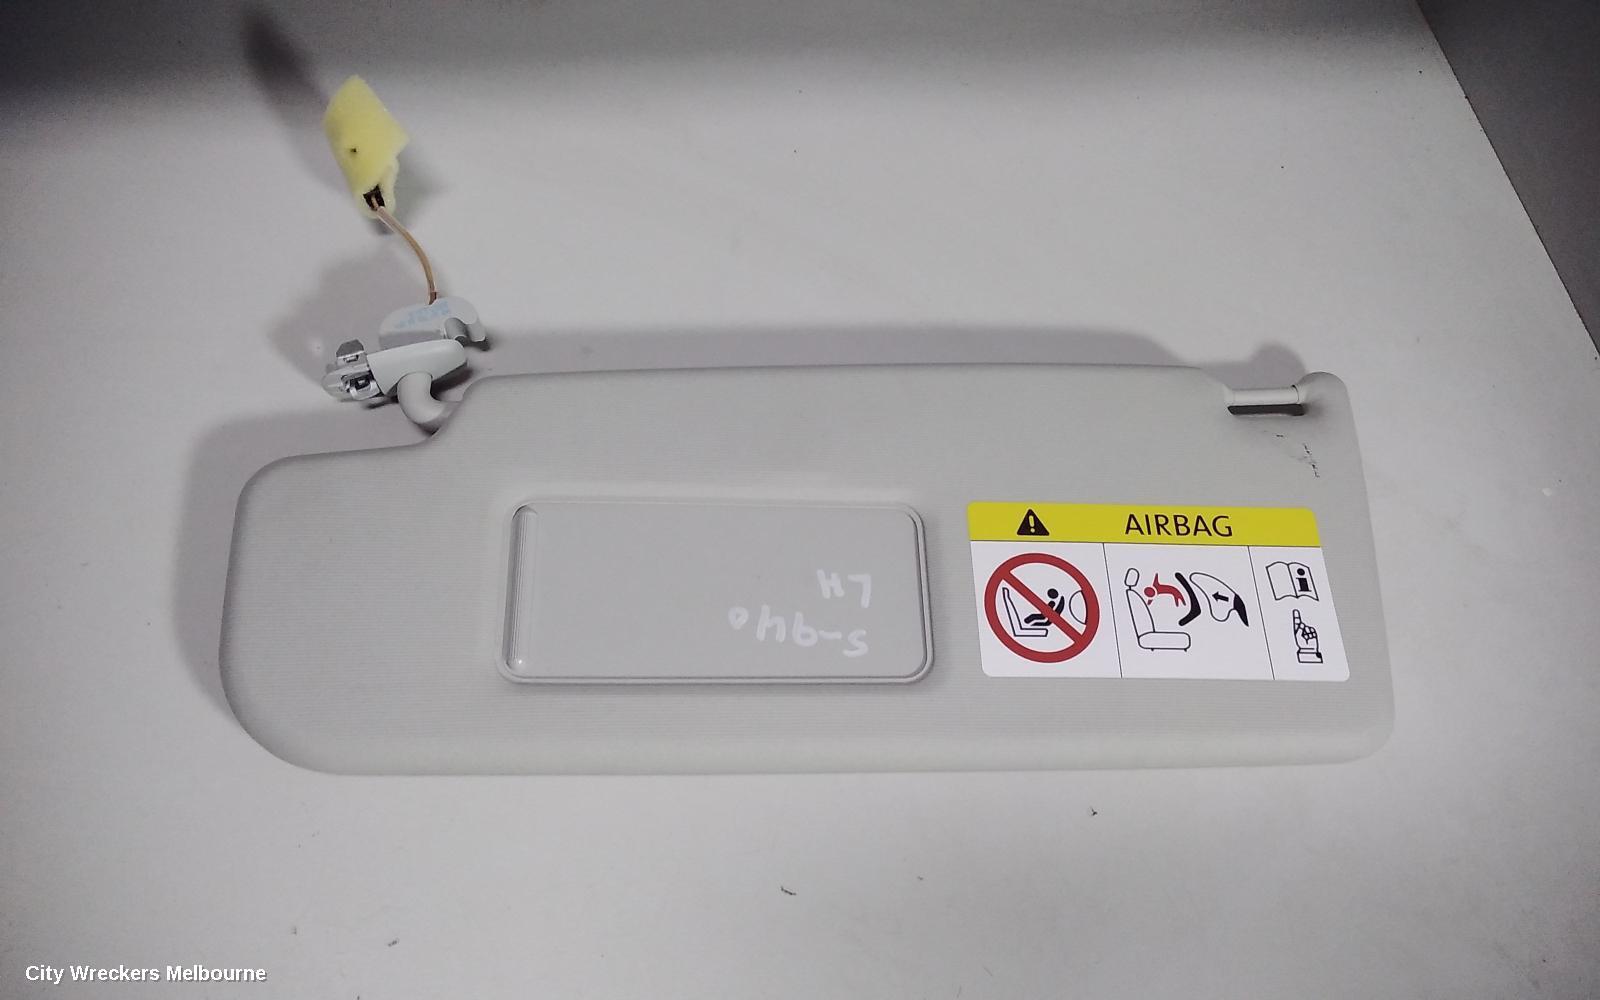 AIRBAG
LH
S-940
City Wreckers Melbourne